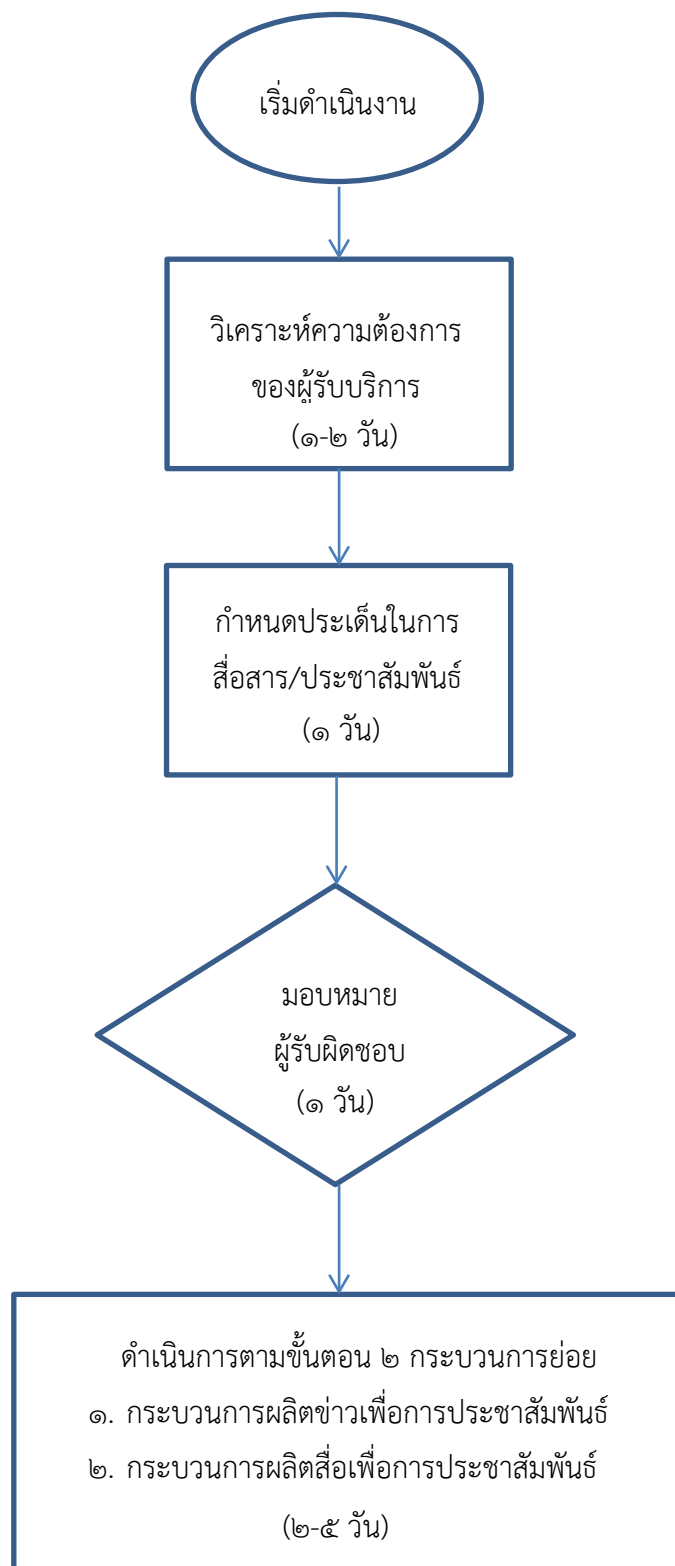 เริ่มดำเนินงาน
วิเคราะห์ความต้องการ
ของผู้รับบริการ
(๑-๒ วัน)
กำหนดประเด็นในการ
สื่อสาร/ประชาสัมพันธ์
(๑ วัน)
มอบหมาย
ผู้รับผิดชอบ
(๑ วัน)
ดำเนินการตามขั้นตอน ๒ กระบวนการย่อย
๑. กระบวนการผลิตข่าวเพื่อการประชาสัมพันธ์
๒. กระบวนการผลิตสื่อเพื่อการประชาสัมพันธ์
(๒-๕ วัน)